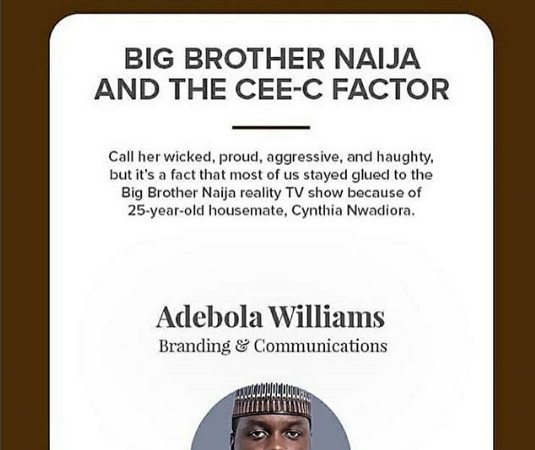 BIG BROTHER NAIJA
AND THE CEE-C FACTOR
Call her wicked, proud, aggressive, and haughty,
but it's a fact that most of us stayed glued to the
Big Brother Naija reality TV show because of
25-year-old housemate, Cynthia Nwadiora.
Adebola Williams
Branding & Communications